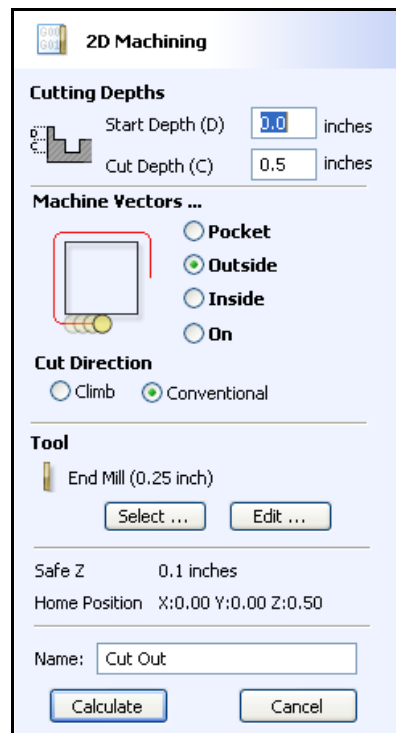 G00
G01
2D Machining
Cutting Depths
Start Depth (D) 0.0 inches
D
C
Cut Depth (C) 0.5 inches
Machine Vectors ...
Pocket
Outside
Inside
On
Cut Direction
Climb Conventional
Tool
End Mill (0.25 inch)
Select ... Edit ...
Safe Z 0.1 inches
Home Position X:0.00 Y:0.00 Z:0.50
Name: Cut Out
Calculate Cancel